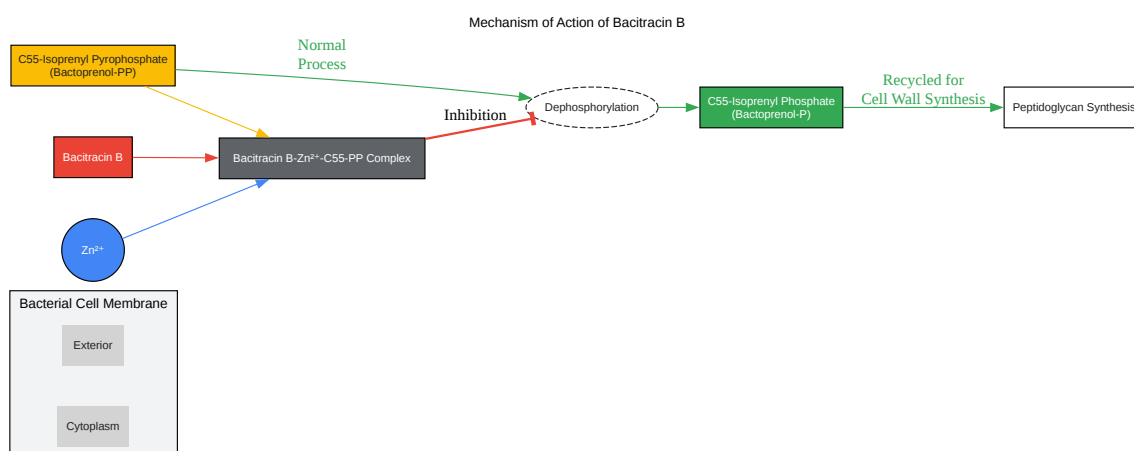 Mechanism of Action of Bacitracin B
C55-Isoprenyl Pyrophosphate
(Bactoprenol-PP)
Normal
Process
Dephosphorylation
C55-Isoprenyl Phosphate
(Bactoprenol-P)
Recycled for
Cell Wall Synthesis
Peptidoglycan Synthesis
Inhibition
Bacitracin B
Bacitracin B-Zn²⁺-C55-PP Complex
Zn²⁺
Bacterial Cell Membrane
Exterior
Cytoplasm